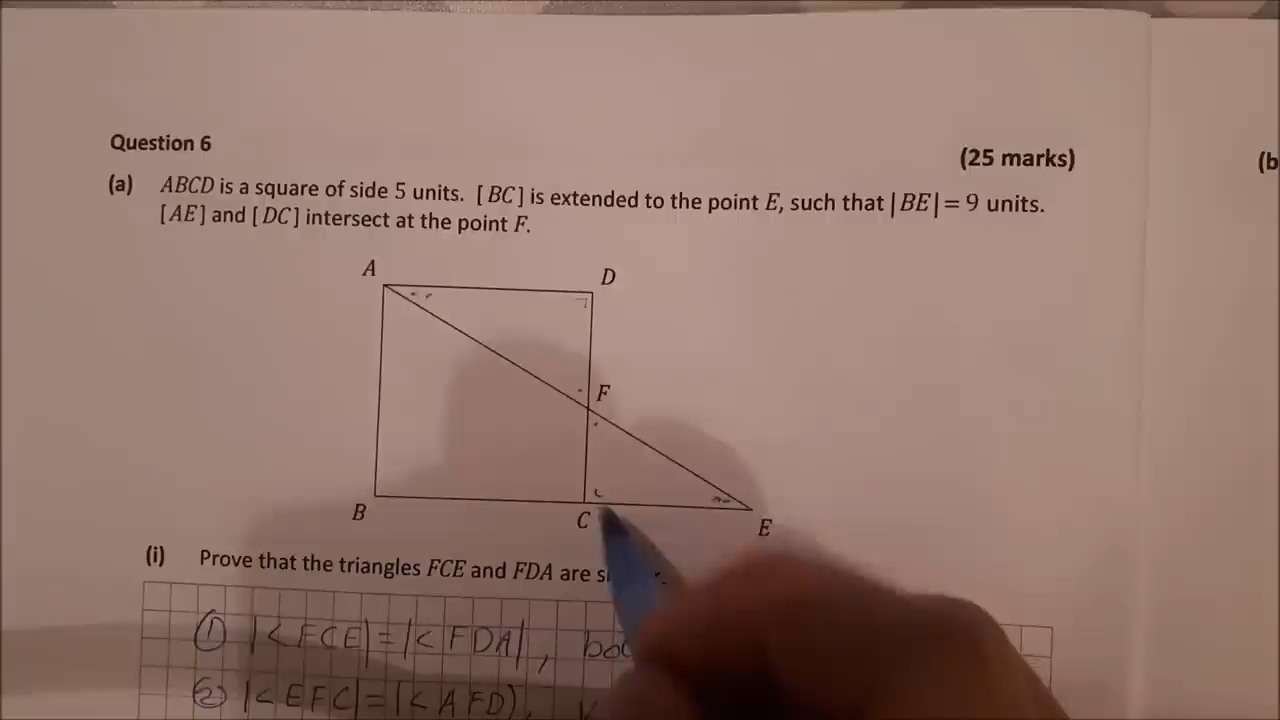 Question 6
(25 marks)
(b
(a) ABCD is a square of side 5 units. [BC] is extended to the point E, such that |BE| = 9 units.
[AE] and [DC] intersect at the point F.
A
D
F
B
C
E
(i) Prove that the triangles FCE and FDA are
① |<FCE| = |<FDA|,
② |<EFC| = |<AFD),